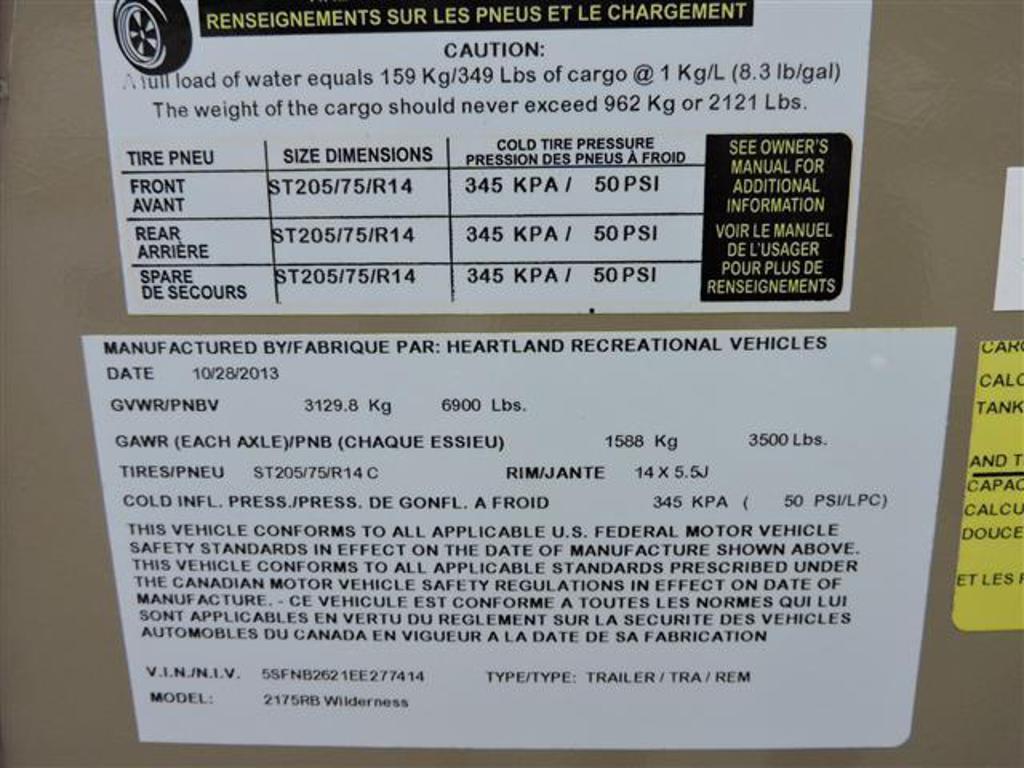 RENSEIGNEMENTS SUR LES PNEUS ET LE CHARGEMENT
CAUTION:
A full load of water equals 159 Kg/349 Lbs of cargo @ 1 Kg/L (8.3 lb/gal)
The weight of the cargo should never exceed 962 Kg or 2121 Lbs.
TIRE PNEU SIZE DIMENSIONS COLD TIRE PRESSURE
PRESSION DES PNEUS À FROID
FRONT
AVANT ST205/75/R14 345 KPA / 50 PSI
REAR
ARRIÈRE ST205/75/R14 345 KPA / 50 PSI
SPARE
DE SECOURS ST205/75/R14 345 KPA / 50 PSI
SEE OWNER'S
MANUAL FOR
ADDITIONAL
INFORMATION
VOIR LE MANUEL
DE L'USAGER
POUR PLUS DE
RENSEIGNEMENTS
MANUFACTURED BY/FABRIQUE PAR: HEARTLAND RECREATIONAL VEHICLES
DATE 10/28/2013
GVWR/PNBV 3129.8 Kg 6900 Lbs.
GAWR (EACH AXLE)/PNB (CHAQUE ESSIEU) 1588 Kg 3500 Lbs.
TIRES/PNEU ST205/75/R14 C RIM/JANTE 14 X 5.5J
COLD INFL. PRESS./PRESS. DE GONFL. A FROID 345 KPA ( 50 PSI/LPC)
THIS VEHICLE CONFORMS TO ALL APPLICABLE U.S. FEDERAL MOTOR VEHICLE
SAFETY STANDARDS IN EFFECT ON THE DATE OF MANUFACTURE SHOWN ABOVE.
THIS VEHICLE CONFORMS TO ALL APPLICABLE STANDARDS PRESCRIBED UNDER
THE CANADIAN MOTOR VEHICLE SAFETY REGULATIONS IN EFFECT ON DATE OF
MANUFACTURE. - CE VEHICULE EST CONFORME A TOUTES LES NORMES QUI LUI
SONT APPLICABLES EN VERTU DU REGLEMENT SUR LA SECURITE DES VEHICLES
AUTOMOBLES DU CANADA EN VIGUEUR A LA DATE DE SA FABRICATION
V.I.N./N.I.V. 5SFNB2621EE277414 TYPE/TYPE: TRAILER / TRA / REM
MODEL: 2175RB Wilderness
CARG
CALC
TANK
AND T
CAPAC
CALCU
DOUCE
ET LES